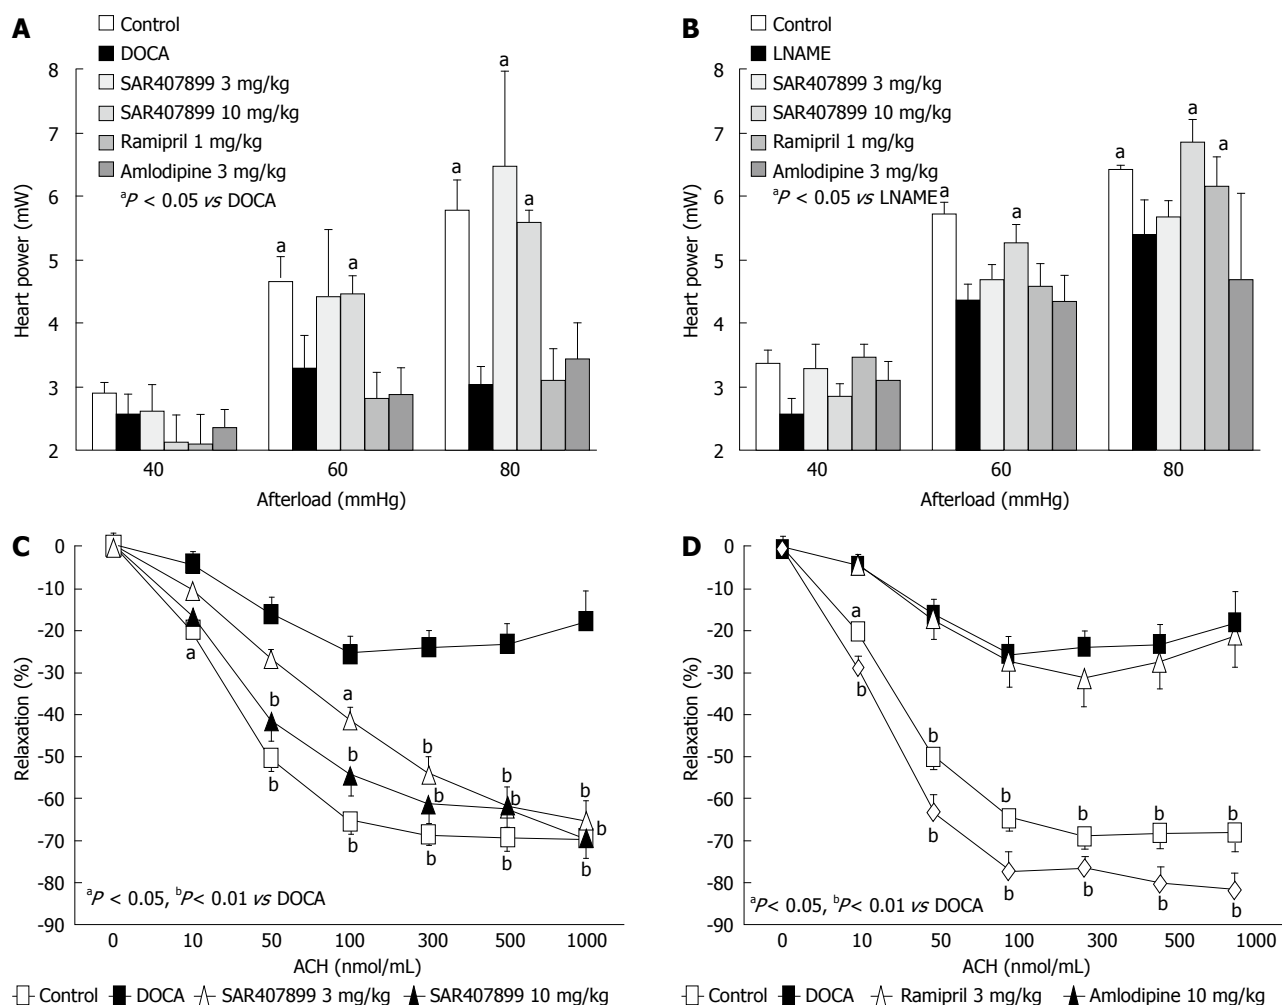 A
Control
DOCA
SAR407899 3 mg/kg
SAR407899 10 mg/kg
Ramipril 1 mg/kg
Amlodipine 3 mg/kg
aP < 0.05 vs DOCA
Heart power (mW)
8
7
6
5
4
3
2
a
a
a
a
a
40
60
80
Afterload (mmHg)
B
Control
LNAME
SAR407899 3 mg/kg
SAR407899 10 mg/kg
Ramipril 1 mg/kg
Amlodipine 3 mg/kg
aP < 0.05 vs LNAME
Heart power (mW)
8
7
6
5
4
3
2
a
a
a
a
a
40
60
80
Afterload (mmHg)
C
Relaxation (%)
0
-10
-20
-30
-40
-50
-60
-70
-80
-90
a
b
b
a
b
b
b
b
b
b
b
b
b
b
b
aP < 0.05, bP< 0.01 vs DOCA
0 10 50 100 300 500 1000
ACH (nmol/mL)
Control DOCA SAR407899 3 mg/kg SAR407899 10 mg/kg
D
Relaxation (%)
0
-10
-20
-30
-40
-50
-60
-70
-80
-90
a
b
b
b
b
b
b
b
b
b
b
b
aP< 0.05, bP< 0.01 vs DOCA
0 10 50 100 300 500 1000
ACH (nmol/mL)
Control DOCA Ramipril 3 mg/kg Amlodipine 10 mg/kg